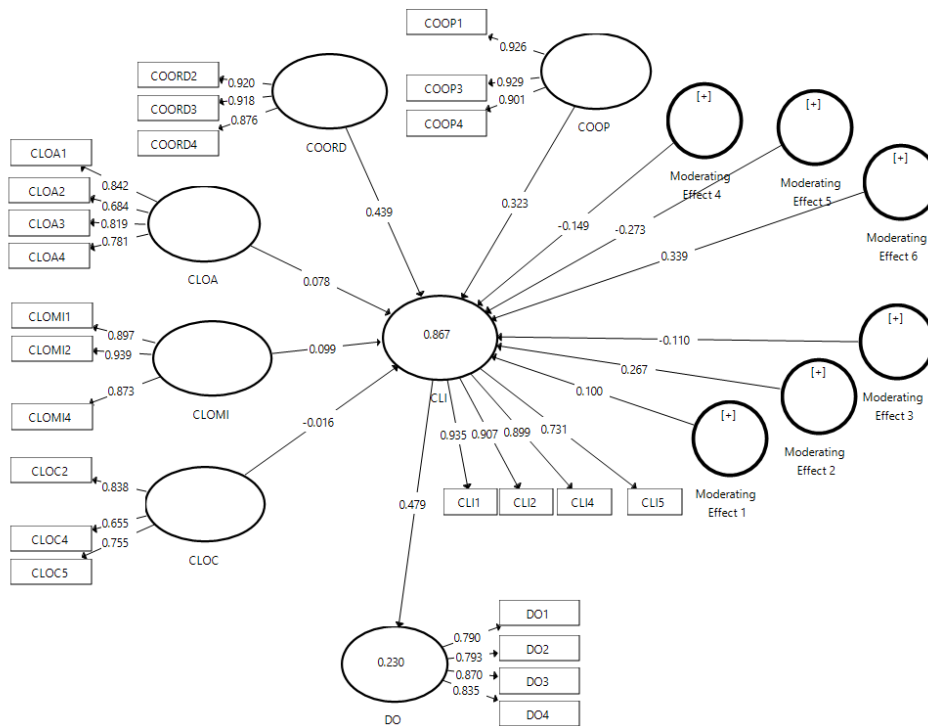 COOP1
0.926
COOP3
0.929
COOP4
0.901
COOP
COORD2
0.920
COORD3
0.918
COORD4
0.876
COORD
[+]
Moderating
Effect 4
[+]
Moderating
Effect 5
[+]
Moderating
Effect 6
CLOA1
0.842
CLOA2
0.684
CLOA3
0.819
CLOA4
0.781
CLOA
0.439
0.323
-0.149
-0.273
0.339
0.078
CLOMI1
0.897
CLOMI2
0.939
CLOMI4
0.873
CLOMI
0.099
0.867
CLI
-0.110
[+]
Moderating
Effect 3
0.267
[+]
Moderating
Effect 2
0.100
[+]
Moderating
Effect 1
-0.016
CLOC2
0.838
CLOC4
0.655
CLOC5
0.755
CLOC
0.935
0.907
0.899
0.731
CLI1
CLI2
CLI4
CLI5
0.479
0.230
DO
0.790
DO1
0.793
DO2
0.870
DO3
0.835
DO4